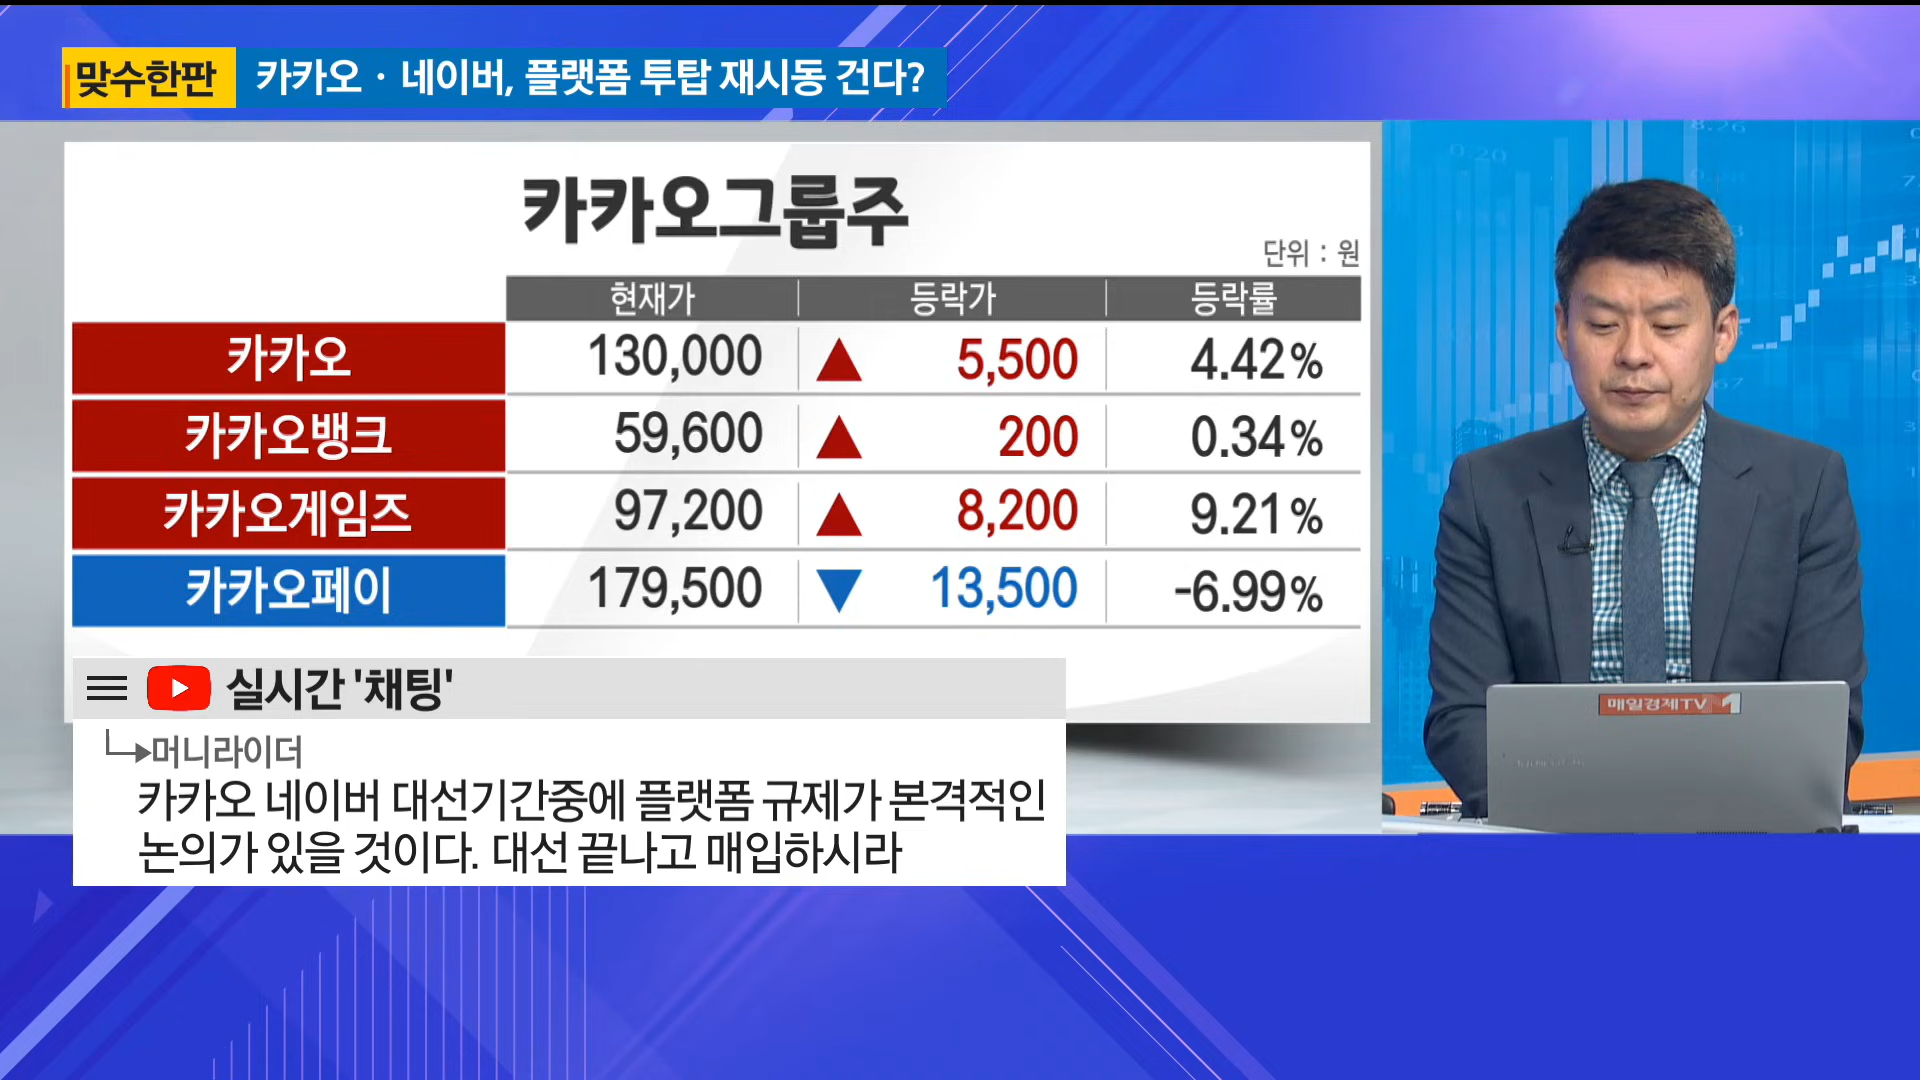 맞수한판
카카오 · 네이버, 플랫폼 투탑 재시동 건다?
카카오그룹주
단위 : 원
현재가 등락가 등락률
카카오 130,000 ▲ 5,500 4.42%
카카오뱅크 59,600 ▲ 200 0.34%
카카오게임즈 97,200 ▲ 8,200 9.21%
카카오페이 179,500 ▼ 13,500 -6.99%
실시간 '채팅'
머니라이더
카카오 네이버 대선기간중에 플랫폼 규제가 본격적인
논의가 있을 것이다. 대선 끝나고 매입하시라
매일경제TV 1
8.26
0.20